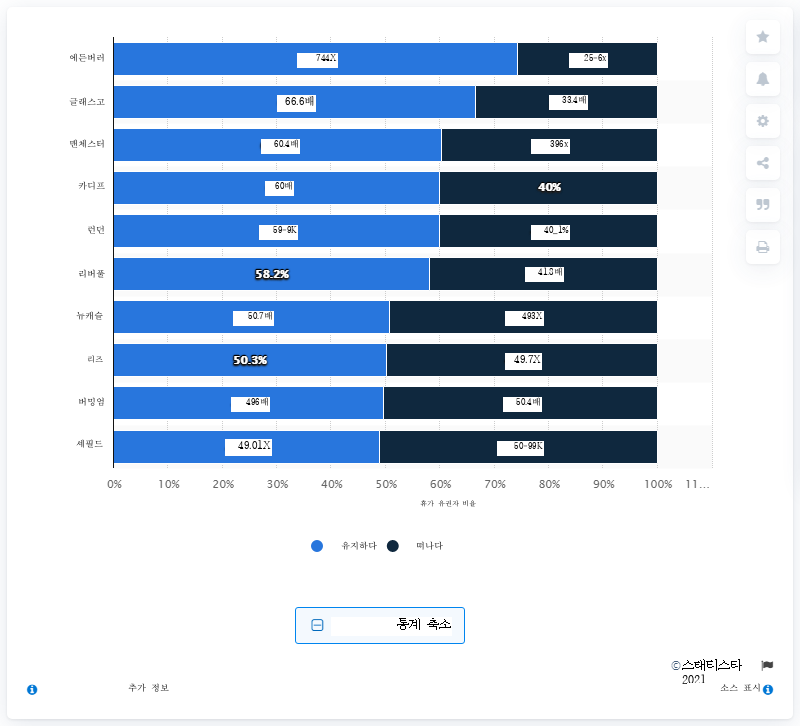 에든버러 744X 25-6x
글래스고 66.6배 33.4배
맨체스터 60.4배 396x
카디프 60배 40%
런던 59-9K 40_1%
리버풀 58.2% 41.8배
뉴캐슬 50.7배 493X
리즈 50.3% 49.7X
버밍엄 496배 50.4배
셰필드 49.01X 50-99K
0% 10% 20% 30% 40% 50% 60% 70% 80% 90% 100% 11...
휴가 유권자 비율
유지하다 떠나다
통계 축소
©스태티스타 2021
추가 정보 소스 표시